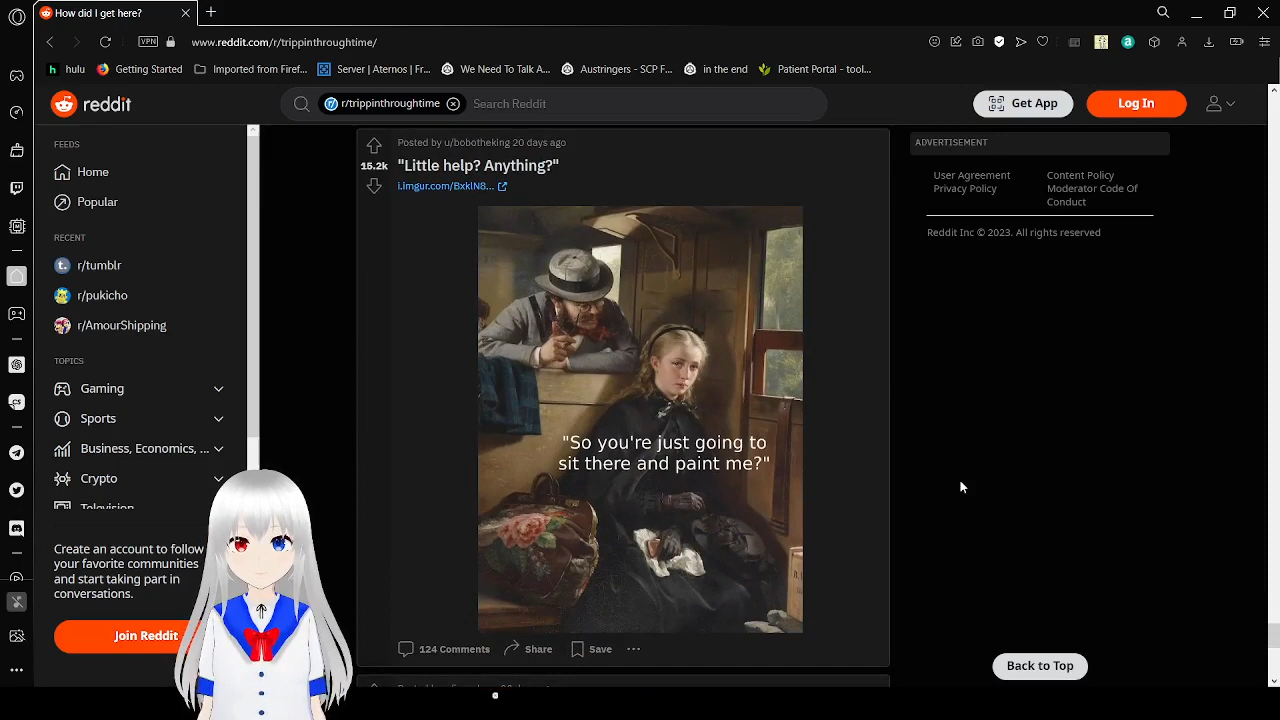 How did I get here?
VPN
www.reddit.com/r/trippinthroughtime/
hulu
Getting Started
Imported from Firef...
Server | Aternos | Fr...
We Need To Talk A...
Austringers - SCP F...
in the end
Patient Portal - tool...
reddit
r/trippinthroughtime
Search Reddit
Get App
Log In
FEEDS
Home
Popular
RECENT
r/tumblr
r/pukicho
r/AmourShipping
TOPICS
Gaming
Sports
Business, Economics, ...
Crypto
Television
Create an account to follow
your favorite communities
and start taking part in
conversations.
Join Reddit
Posted by u/bobotheking 20 days ago
15.2k
"Little help? Anything?"
i.imgur.com/BxklN8...
"So you're just going to
sit there and paint me?"
124 Comments
Share
Save
ADVERTISEMENT
User Agreement
Privacy Policy
Content Policy
Moderator Code Of
Conduct
Reddit Inc © 2023. All rights reserved
Back to Top